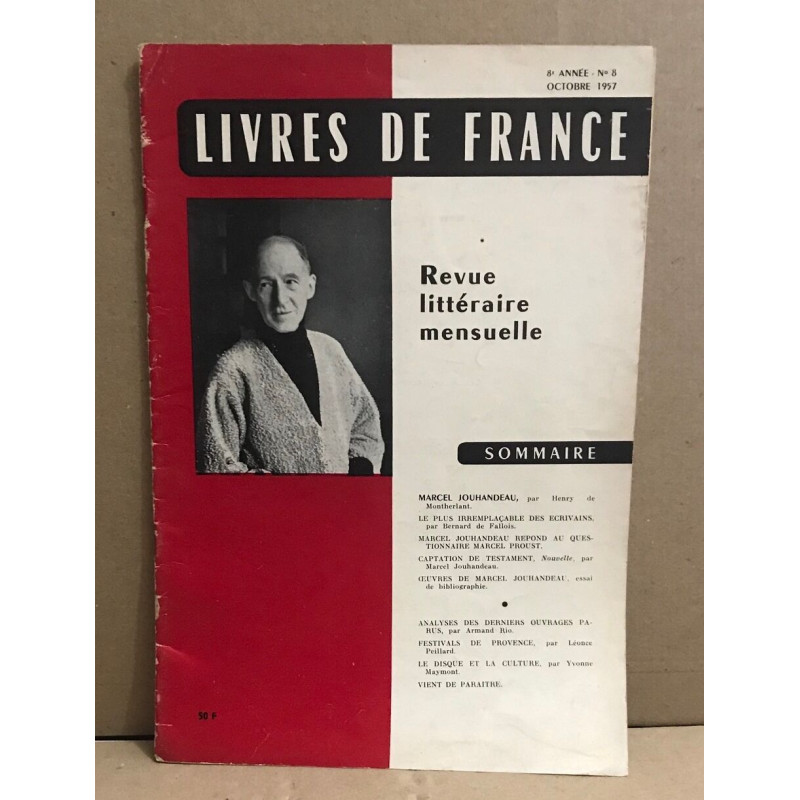 8e ANNÉE - No 8
OCTOBRE 1957
LIVRES DE FRANCE
Revue
littéraire
mensuelle
SOMMAIRE
MARCEL JOUHANDEAU, par Henry de
Montherlant.
LE PLUS IRREMPLAÇABLE DES ECRIVAINS,
par Bernard de Fallois.
MARCEL JOUHANDEAU REPOND AU QUES-
TIONNAIRE MARCEL PROUST.
CAPTATION DE TESTAMENT, Nouvelle, par
Marcel Jouhandeau.
ŒUVRES DE MARCEL JOUHANDEAU, essai
de bibliographie.
ANALYSES DES DERNIERS OUVRAGES PA-
RUS, par Armand Rio.
FESTIVALS DE PROVENCE, par Léonce
Peillard.
LE DISQUE ET LA CULTURE, par Yvonne
Maymont.
VIENT DE PARAITRE.
50 F